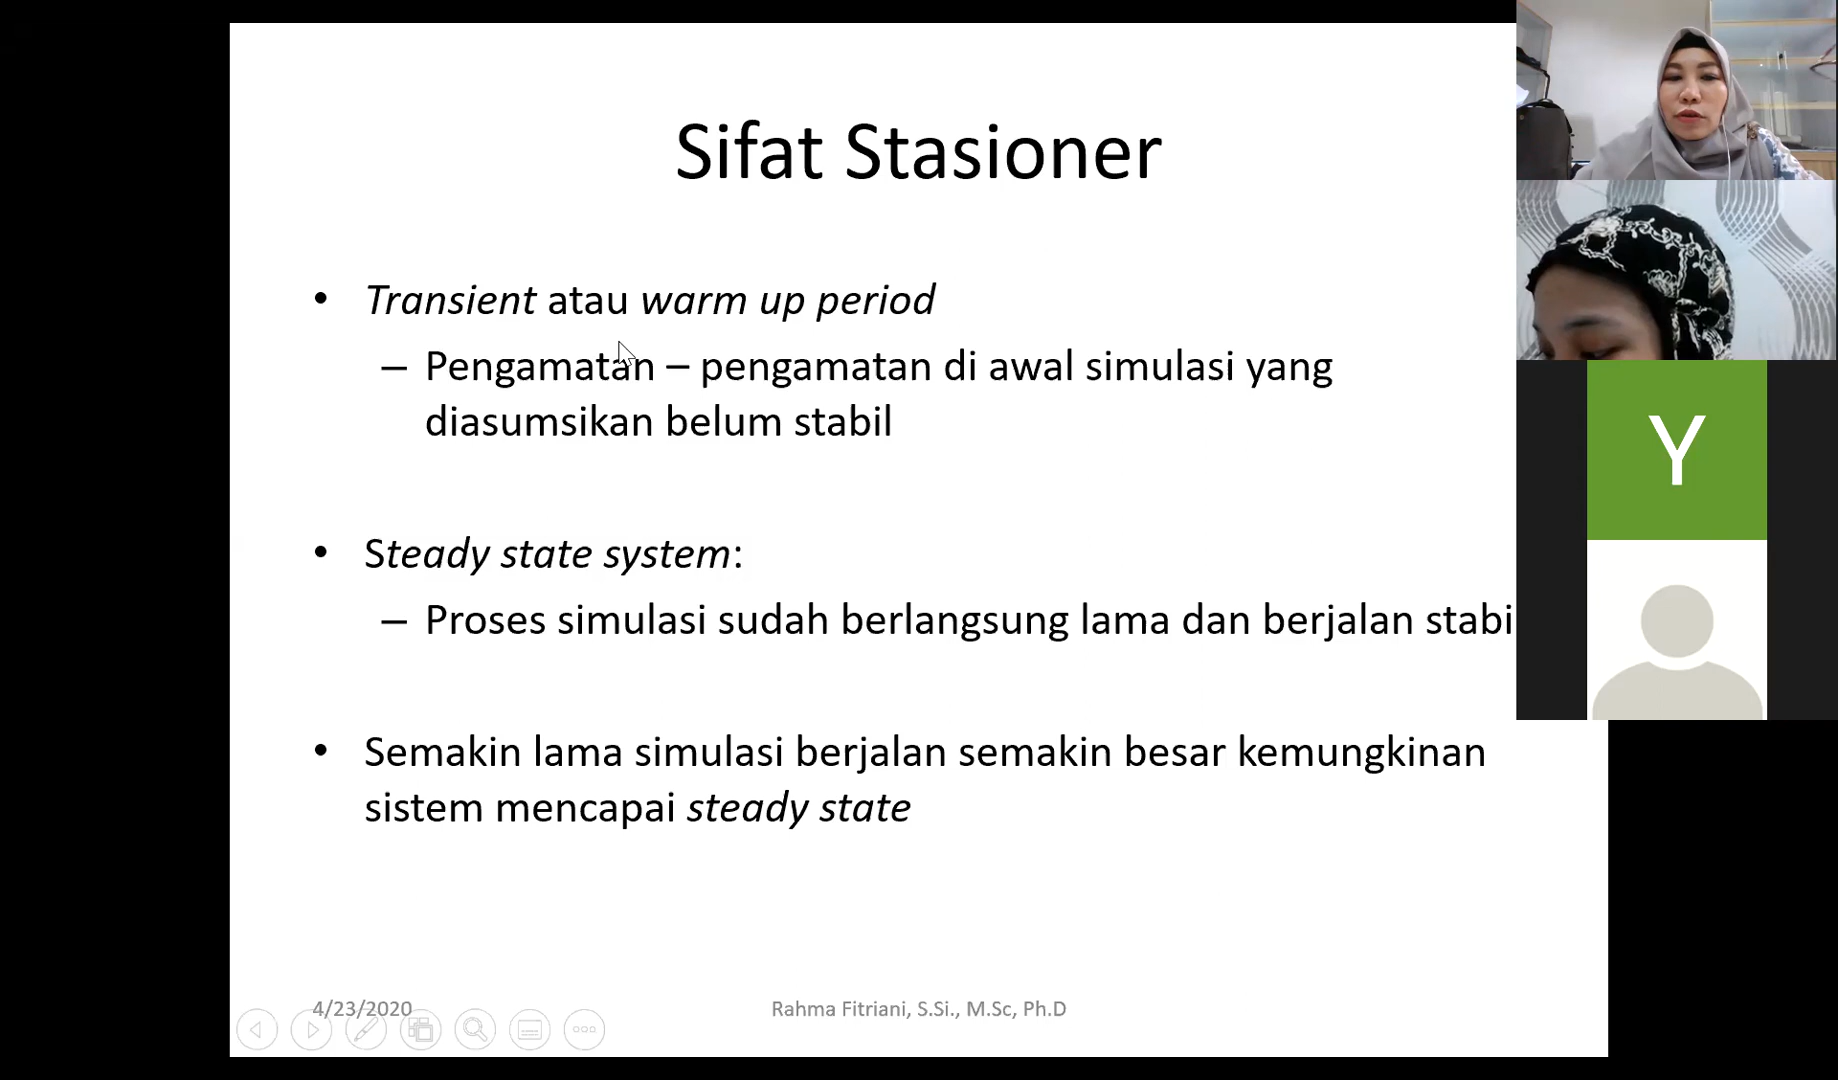 Sifat Stasioner
• Transient atau warm up period
– Pengamatan – pengamatan di awal simulasi yang
diasumsikan belum stabil
• Steady state system:
– Proses simulasi sudah berlangsung lama dan berjalan stabi
• Semakin lama simulasi berjalan semakin besar kemungkinan
sistem mencapai steady state
4/23/2020
Rahma Fitriani, S.Si., M.Sc, Ph.D
Y